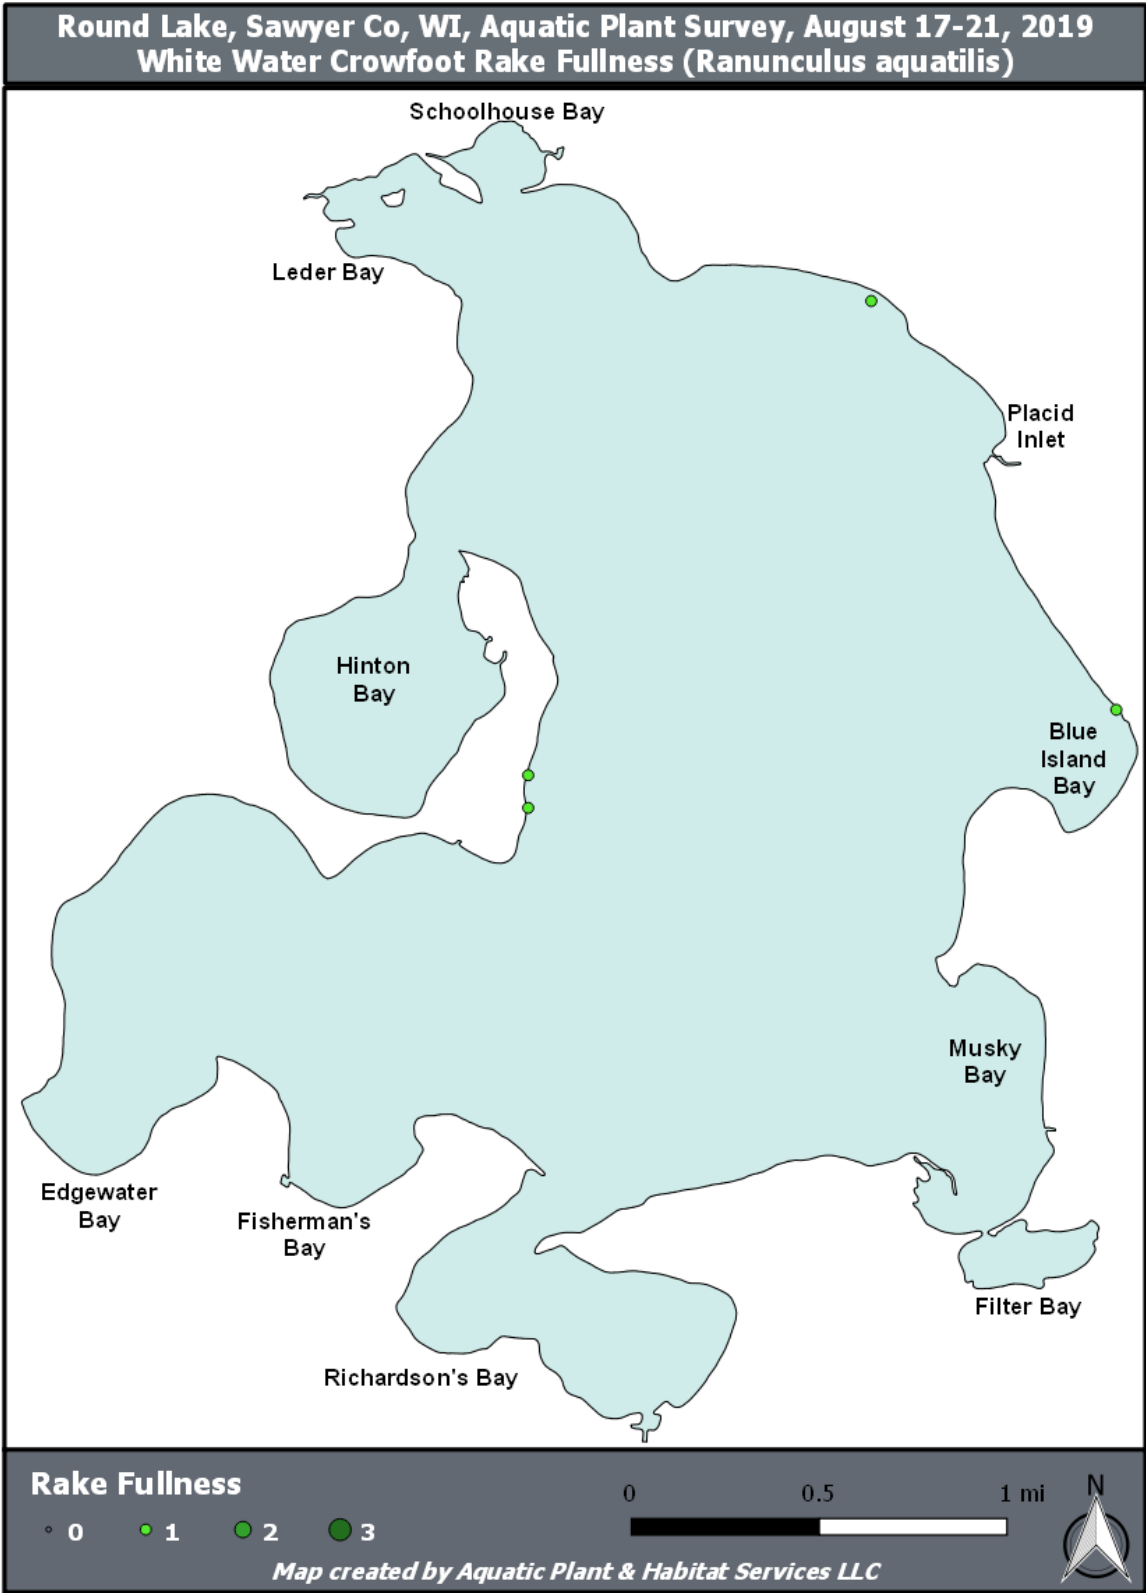 Round Lake, Sawyer Co, WI, Aquatic Plant Survey, August 17-21, 2019
White Water Crowfoot Rake Fullness (Ranunculus aquatilis)
Schoolhouse Bay
Leder Bay
Placid
Inlet
Hinton
Bay
Blue
Island
Bay
Musky
Bay
Edgewater
Bay
Fisherman's
Bay
Filter Bay
Richardson's Bay
Rake Fullness
0 1 2 3
0 0.5 1 mi
N
Map created by Aquatic Plant & Habitat Services LLC